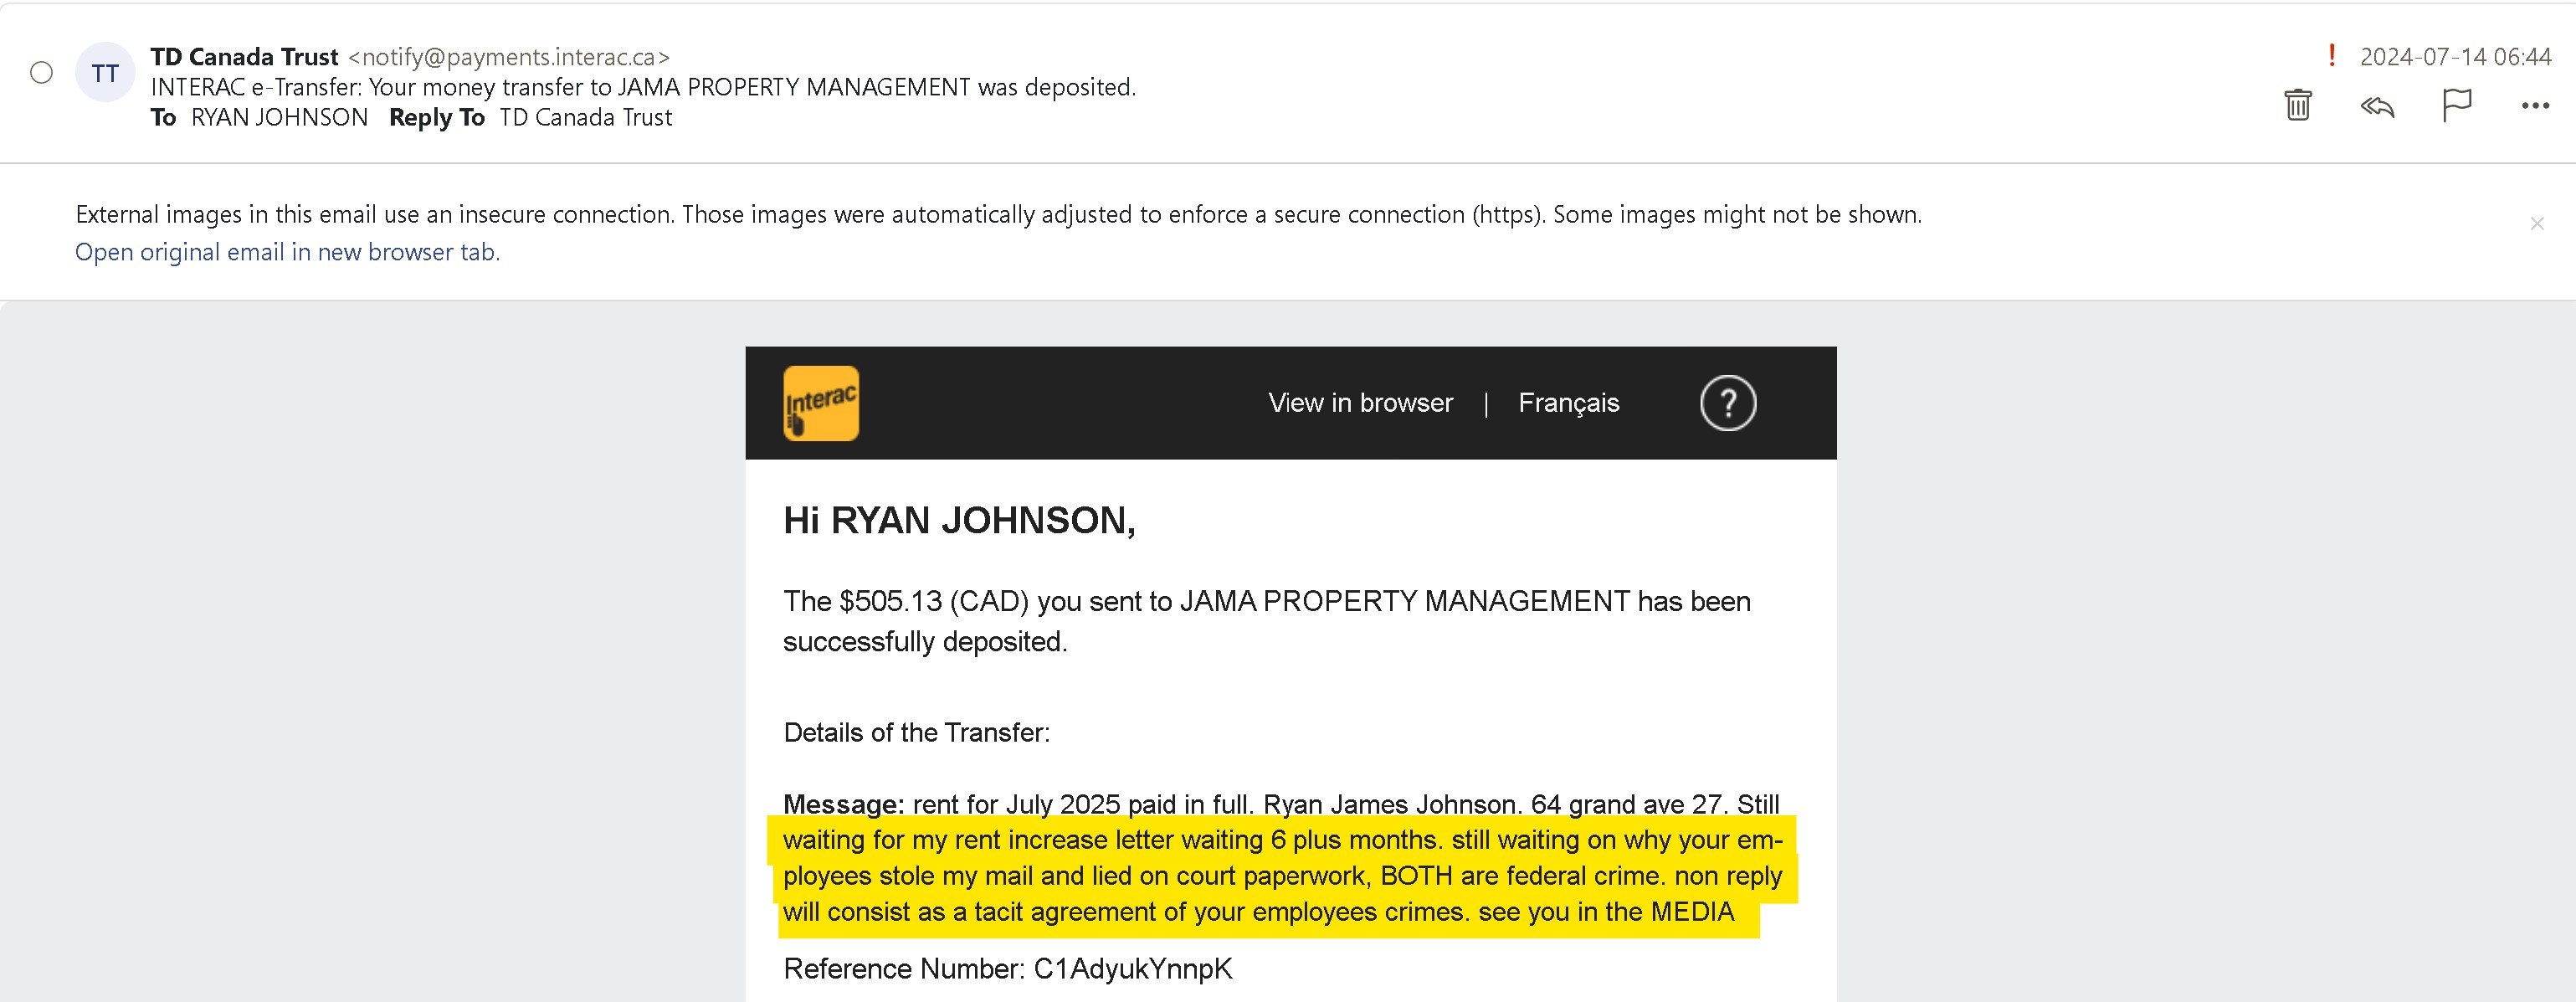 TT
TD Canada Trust <notify@payments.interac.ca>
! 2024-07-14 06:44
INTERAC e-Transfer: Your money transfer to JAMA PROPERTY MANAGEMENT was deposited.
To RYAN JOHNSON Reply To TD Canada Trust
External images in this email use an insecure connection. Those images were automatically adjusted to enforce a secure connection (https). Some images might not be shown.
Open original email in new browser tab.
Interac
View in browser | Français ?
Hi RYAN JOHNSON,
The $505.13 (CAD) you sent to JAMA PROPERTY MANAGEMENT has been
successfully deposited.
Details of the Transfer:
Message: rent for July 2025 paid in full. Ryan James Johnson. 64 grand ave 27. Still
waiting for my rent increase letter waiting 6 plus months. still waiting on why your em-
ployees stole my mail and lied on court paperwork, BOTH are federal crime. non reply
will consist as a tacit agreement of your employees crimes. see you in the MEDIA
Reference Number: C1AdyukYnnpK